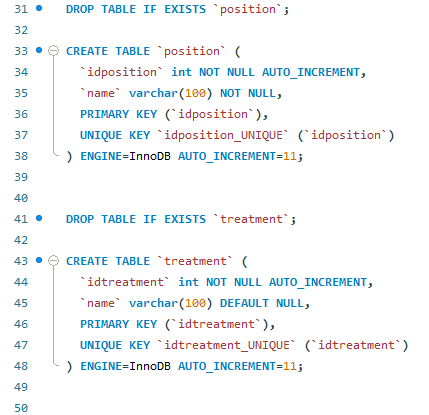 31 DROP TABLE IF EXISTS `position`;
32
33 CREATE TABLE `position` (
34 `idposition` int NOT NULL AUTO_INCREMENT,
35 `name` varchar(100) NOT NULL,
36 PRIMARY KEY (`idposition`),
37 UNIQUE KEY `idposition_UNIQUE` (`idposition`)
38 ) ENGINE=InnoDB AUTO_INCREMENT=11;
39
40
41 DROP TABLE IF EXISTS `treatment`;
42
43 CREATE TABLE `treatment` (
44 `idtreatment` int NOT NULL AUTO_INCREMENT,
45 `name` varchar(100) DEFAULT NULL,
46 PRIMARY KEY (`idtreatment`),
47 UNIQUE KEY `idtreatment_UNIQUE` (`idtreatment`)
48 ) ENGINE=InnoDB AUTO_INCREMENT=11;
49
50